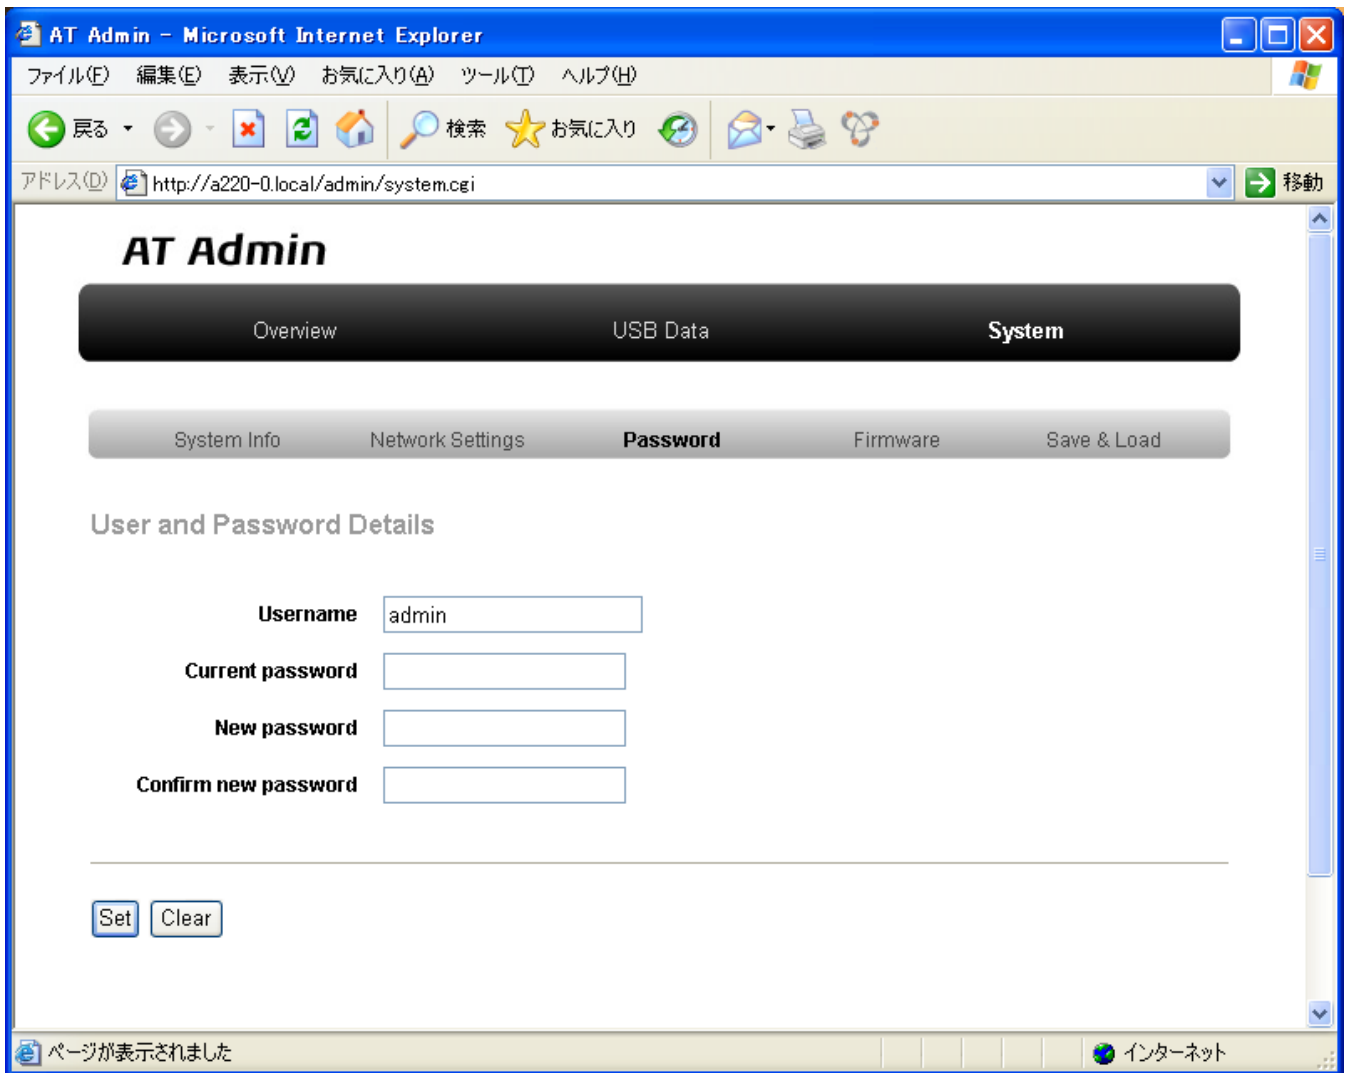 AT Admin - Microsoft Internet Explorer
ファイル(F) 編集(E) 表示(V) お気に入り(A) ツール(T) ヘルプ(H)
戻る 検索 お気に入り
アドレス(D) http://a220-0.local/admin/system.cgi 移動
AT Admin
Overview USB Data System
System Info Network Settings Password Firmware Save & Load
User and Password Details
Username admin
Current password
New password
Confirm new password
Set Clear
ページが表示されました インターネット